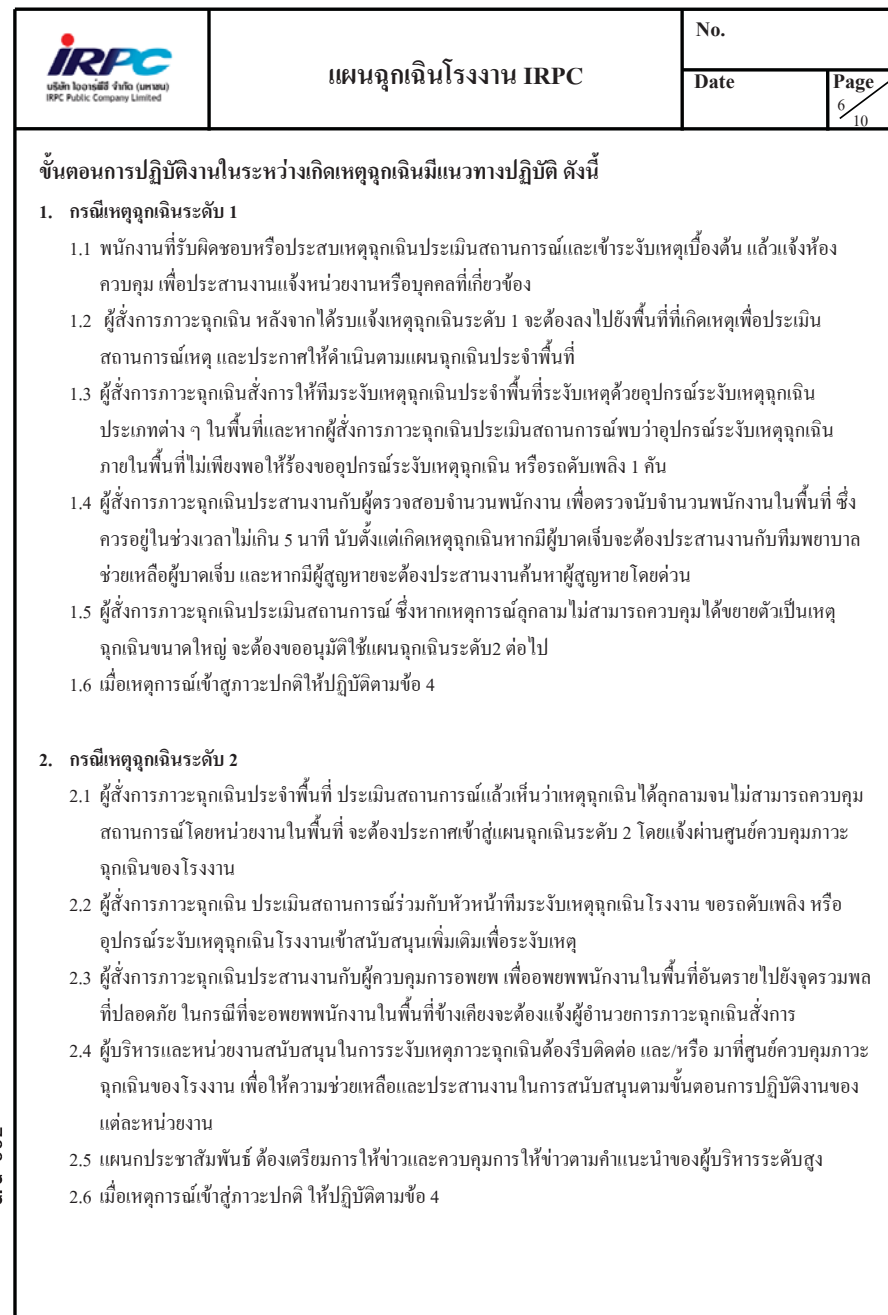 IRPC
บริษัท ไออาร์พีซี จำกัด (มหาชน)
IRPC Public Company Limited
แผนฉุกเฉินโรงงาน IRPC
No.
Date
Page
6/10
ขั้นตอนการปฏิบัติงานในระหว่างเกิดเหตุฉุกเฉินมีแนวทางปฏิบัติ ดังนี้
1. กรณีเหตุฉุกเฉินระดับ 1
1.1 พนักงานที่รับผิดชอบหรือประสบเหตุฉุกเฉินประเมินสถานการณ์และเข้าระงับเหตุเบื้องต้น แล้วแจ้งห้อง
ควบคุม เพื่อประสานงานแจ้งหน่วยงานหรือบุคคลที่เกี่ยวข้อง
1.2 ผู้สั่งการภาวะฉุกเฉิน หลังจากได้รบแจ้งเหตุฉุกเฉินระดับ 1 จะต้องลงไปยังพื้นที่ที่เกิดเหตุเพื่อประเมิน
สถานการณ์เหตุ และประกาศให้ดำเนินตามแผนฉุกเฉินประจำพื้นที่
1.3 ผู้สั่งการภาวะฉุกเฉินสั่งการให้ทีมระงับเหตุฉุกเฉินประจำพื้นที่ระงับเหตุด้วยอุปกรณ์ระงับเหตุฉุกเฉิน
ประเภทต่าง ๆ ในพื้นที่และหากผู้สั่งการภาวะฉุกเฉินประเมินสถานการณ์พบว่าอุปกรณ์ระงับเหตุฉุกเฉิน
ภายในพื้นที่ไม่เพียงพอให้ร้องขออุปกรณ์ระงับเหตุฉุกเฉิน หรือรถดับเพลิง 1 คัน
1.4 ผู้สั่งการภาวะฉุกเฉินประสานงานกับผู้ตรวจสอบจำนวนพนักงาน เพื่อตรวจนับจำนวนพนักงานในพื้นที่ ซึ่ง
ควรอยู่ในช่วงเวลาไม่เกิน 5 นาที นับตั้งแต่เกิดเหตุฉุกเฉินหากมีผู้บาดเจ็บจะต้องประสานงานกับทีมพยาบาล
ช่วยเหลือผู้บาดเจ็บ และหากมีผู้สูญหายจะต้องประสานงานค้นหาผู้สูญหายโดยด่วน
1.5 ผู้สั่งการภาวะฉุกเฉินประเมินสถานการณ์ ซึ่งหากเหตุการณ์ลุกลามไม่สามารถควบคุมได้ขยายตัวเป็นเหตุ
ฉุกเฉินขนาดใหญ่ จะต้องขออนุมัติใช้แผนฉุกเฉินระดับ2 ต่อไป
1.6 เมื่อเหตุการณ์เข้าสูภาวะปกติให้ปฏิบัติตามข้อ 4
2. กรณีเหตุฉุกเฉินระดับ 2
2.1 ผู้สั่งการภาวะฉุกเฉินประจำพื้นที่ ประเมินสถานการณ์แล้วเห็นว่าเหตุฉุกเฉินได้ลุกลามจนไม่สามารถควบคุม
สถานการณ์โดยหน่วยงานในพื้นที่ จะต้องประกาศเข้าสู่แผนฉุกเฉินระดับ 2 โดยแจ้งผ่านศูนย์ควบคุมภาวะ
ฉุกเฉินของโรงงาน
2.2 ผู้สั่งการภาวะฉุกเฉิน ประเมินสถานการณ์ร่วมกับหัวหน้าทีมระงับเหตุฉุกเฉินโรงงาน ขอรถดับเพลิง หรือ
อุปกรณ์ระงับเหตุฉุกเฉินโรงงานเข้าสนับสนุนเพิ่มเติมเพื่อระงับเหตุ
2.3 ผู้สั่งการภาวะฉุกเฉินประสานงานกับผู้ควบคุมการอพยพ เพื่ออพยพพนักงานในพื้นที่อันตรายไปยังจุดรวมพล
ที่ปลอดภัย ในกรณีที่จะอพยพพนักงานในพื้นที่ข้างเคียงจะต้องแจ้งผู้อำนวยการภาวะฉุกเฉินสั่งการ
2.4 ผู้บริหารและหน่วยงานสนับสนุนในการระงับเหตุภาวะฉุกเฉินต้องรีบติดต่อ และ/หรือ มาที่ศูนย์ควบคุมภาวะ
ฉุกเฉินของโรงงาน เพื่อให้ความช่วยเหลือและประสานงานในการสนับสนุนตามขั้นตอนการปฏิบัติงานของ
แต่ละหน่วยงาน
2.5 แผนกประชาสัมพันธ์ ต้องเตรียมการให้ข่าวและควบคุมการให้ข่าวตามคำแนะนำของผู้บริหารระดับสูง
2.6 เมื่อเหตุการณ์เข้าสู่ภาวะปกติ ให้ปฏิบัติตามข้อ 4